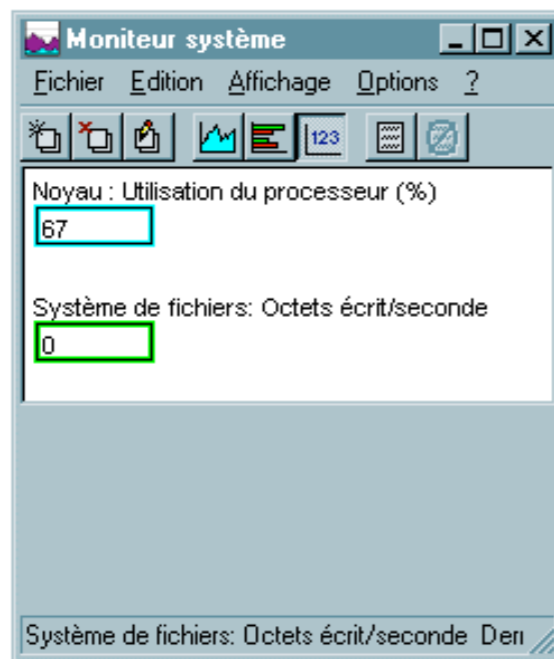 Moniteur système
Fichier Edition Affichage Options ?
123
Noyau : Utilisation du processeur (%)
67
Système de fichiers: Octets écrit/seconde
0
Système de fichiers: Octets écrit/seconde Den